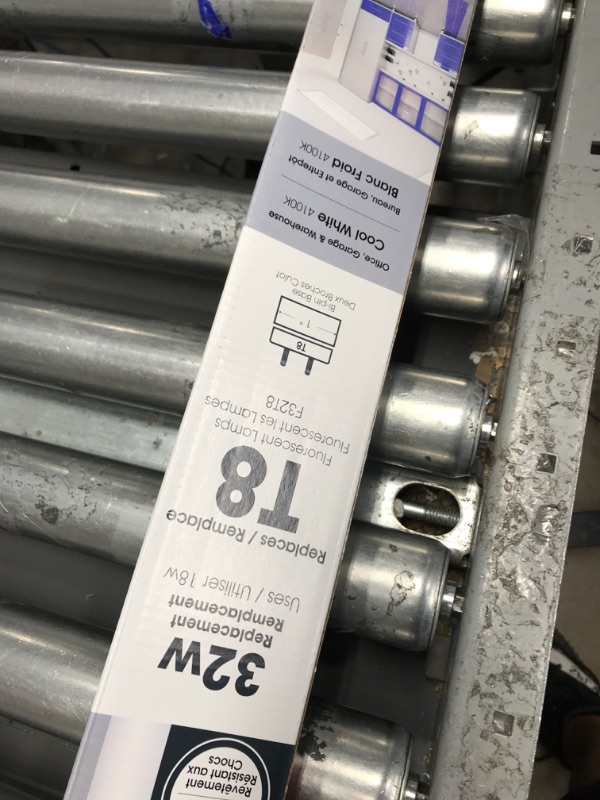 Revêtement
Résistant aux
Chocs
32W
Replacement
Remplacement
Uses / Utiliser 18w
Replaces / Remplace
T8
Fluorescent Lamps
Fluorescent les Lampes
F32T8
T8
1"
Bi-pin Base
Deux Broches Culot
Office, Garage & Warehouse
Cool White 4100K
Bureau, Garage et Entrepôt
Blanc Froid 4100K